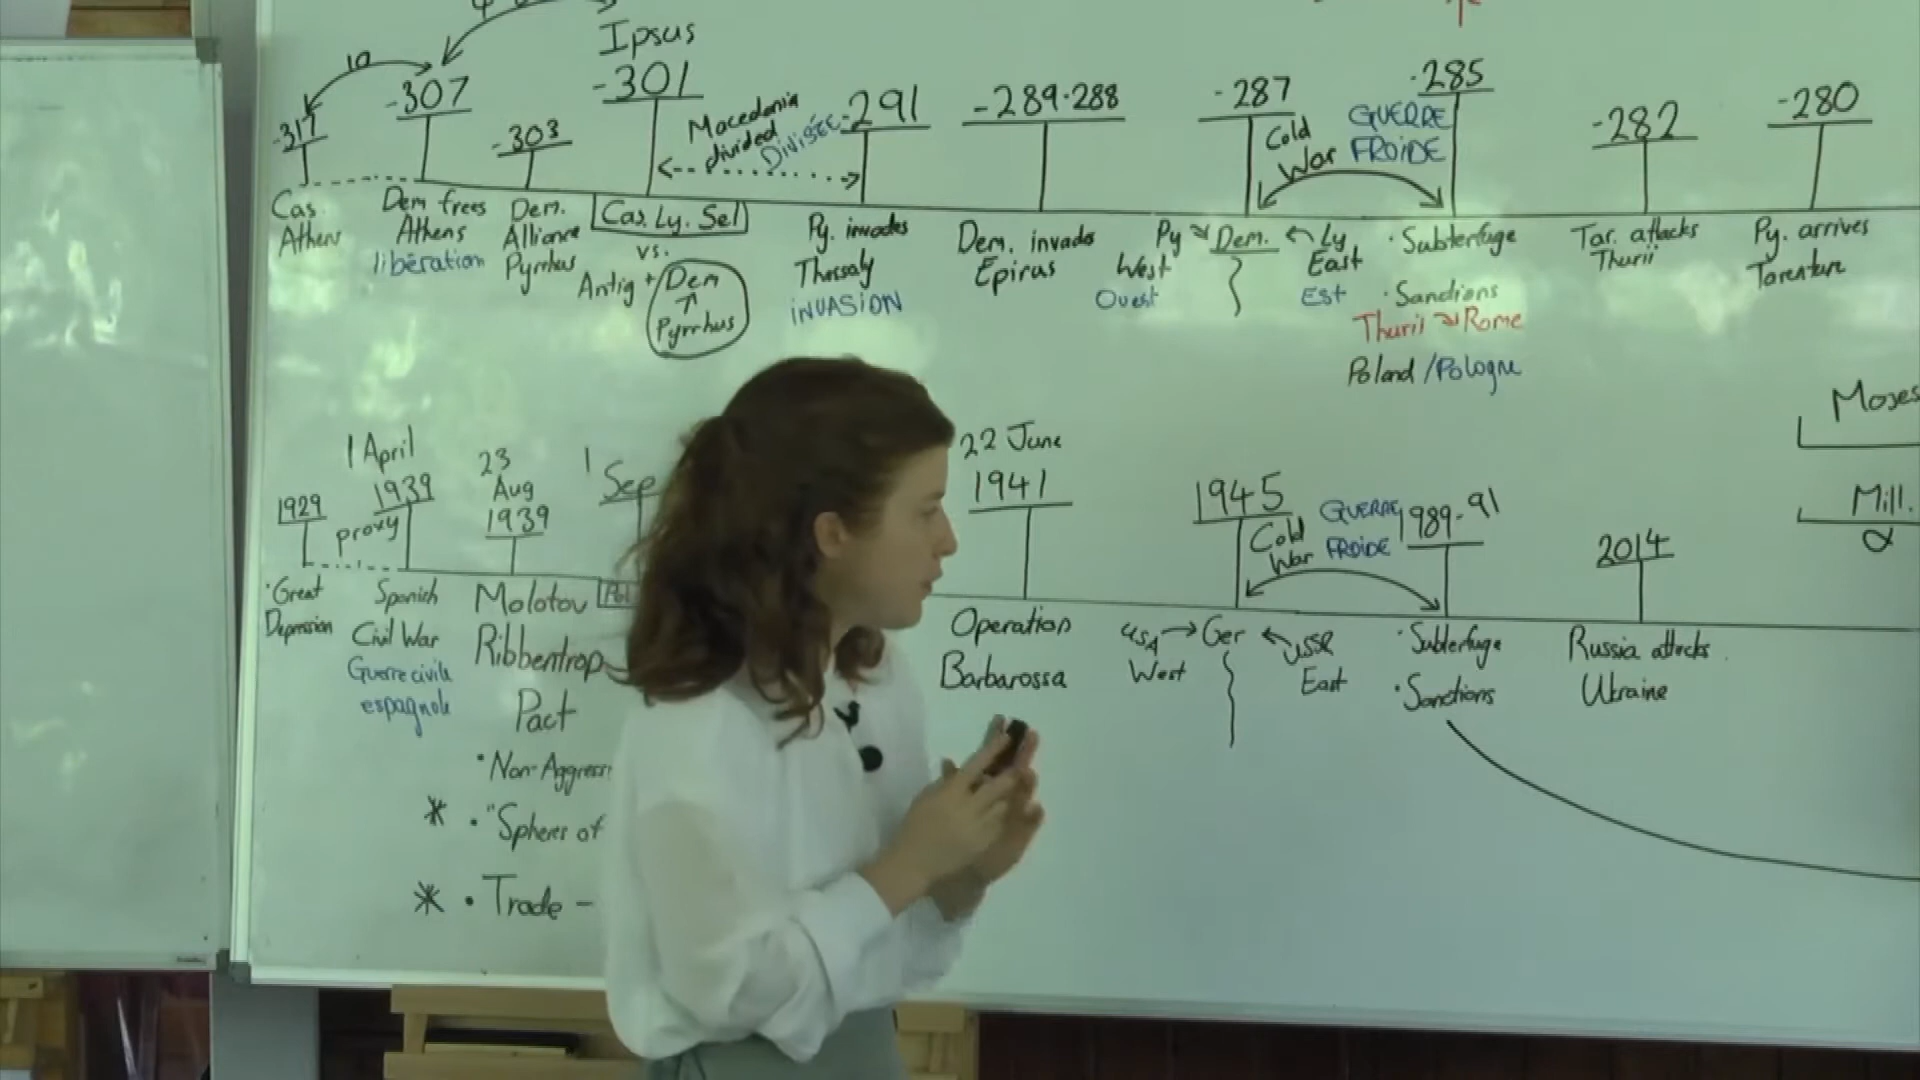 Ipsus
10
-317
-307
-303
-301
Macedonia
divided
DIVISÉE
-291
-289-288
-287
Cold
War
GUERRE
FROIDE
-285
-282
-280
Cas.
Athens
Dem frees
Athens
libération
Dem.
Alliance
Pyrrhus
Cas. Ly. Sel
vs.
Antig + Dem
Pyrrhus
Py. invades
Thessaly
iNVASION
Dem. invades
Epirus
Py Dem. Ly
West East
Ouest Est
· Subterfuge
· Sanctions
Thurii Rome
Poland / Pologne
Tar. attacks
Thurii
Py. arrives
Tarentum
Moses
Mill.
α
1929
proxy
1 April
1939
23
Aug
1939
1
Sep
22 June
1941
1945
Cold
War
GUERRE
FROIDE
1989-91
2014
· Great
Depression
Spanish
Civil War
Guerre civile
espagnole
Molotov
Ribbentrop
Pact
· Non-Aggress
* · "Spheres of
* · Trade -
Pol
Operation
Barbarossa
USA → Ger ← USSR
West East
· Subterfuge
· Sanctions
Russia attacks
Ukraine